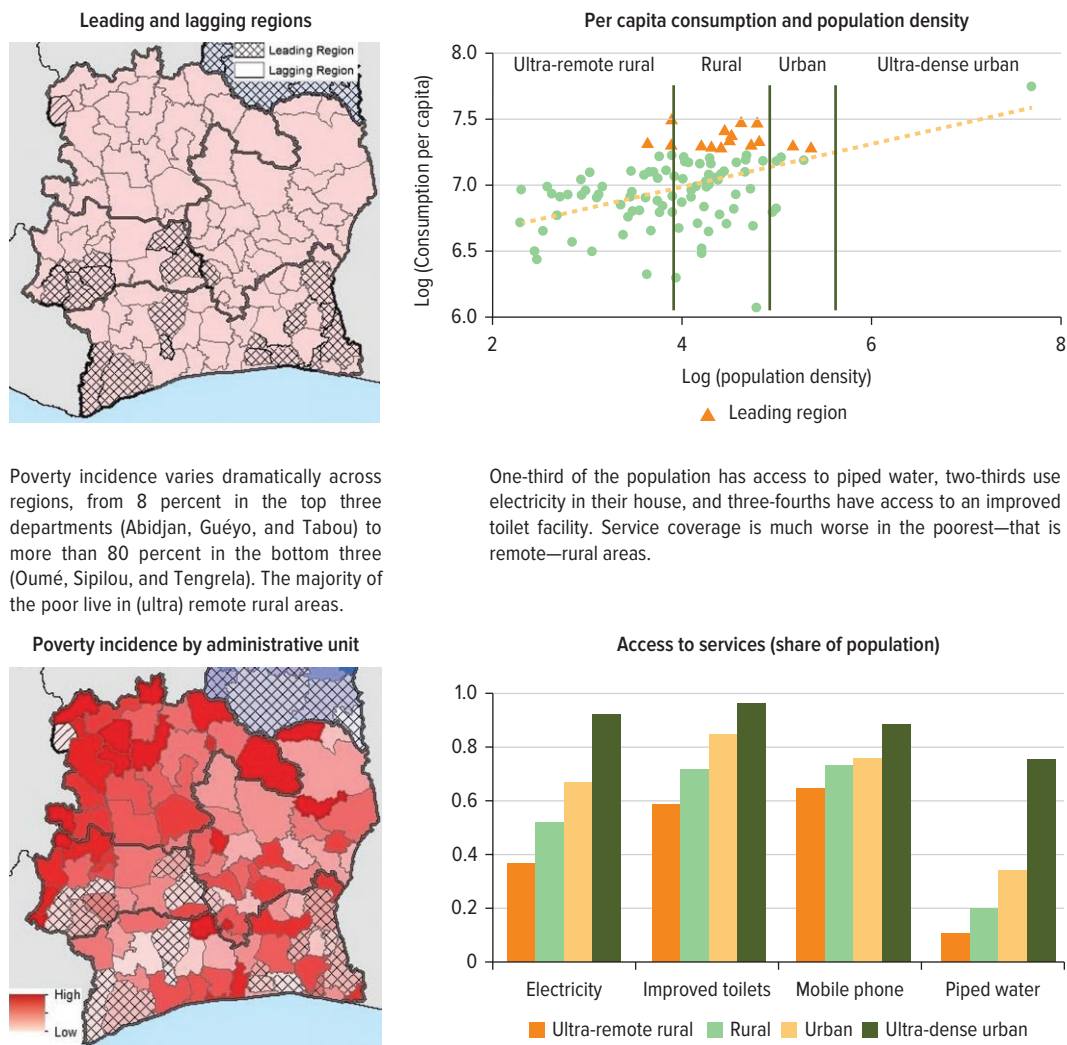 Leading and lagging regions
Leading Region
Lagging Region
Per capita consumption and population density
Log (Consumption per capita)
8.0
7.5
7.0
6.5
6.0
Ultra-remote rural
Rural
Urban
Ultra-dense urban
2
4
6
8
Log (population density)
Leading region
Poverty incidence varies dramatically across
regions, from 8 percent in the top three
departments (Abidjan, Guéyo, and Tabou) to
more than 80 percent in the bottom three
(Oumé, Sipilou, and Tengrela). The majority of
the poor live in (ultra) remote rural areas.
One-third of the population has access to piped water, two-thirds use
electricity in their house, and three-fourths have access to an improved
toilet facility. Service coverage is much worse in the poorest—that is
remote—rural areas.
Poverty incidence by administrative unit
High
Low
Access to services (share of population)
1.0
0.8
0.6
0.4
0.2
0
Electricity
Improved toilets
Mobile phone
Piped water
Ultra-remote rural
Rural
Urban
Ultra-dense urban